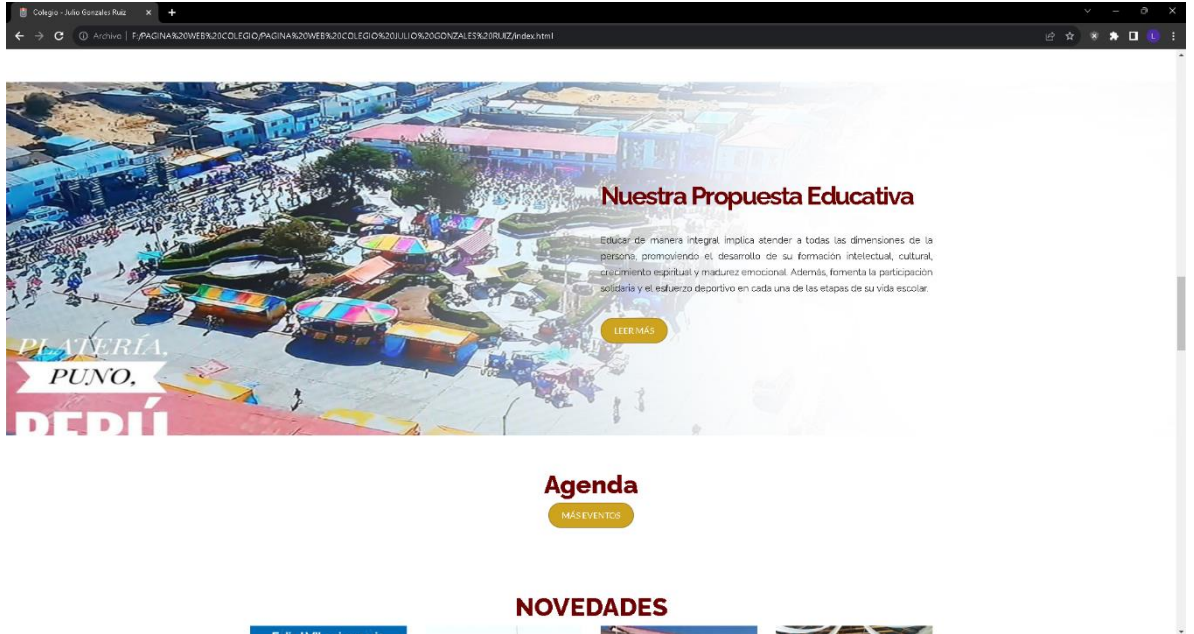 Colegio - Julio Gonzales Ruiz
Archivo | F:/PAGINA%20WEB%20COLEGIO/PAGINA%20WEB%20COLEGIO%20JULIO%20GONZALES%20RUIZ/index.html
L
Nuestra Propuesta Educativa
Educar de manera integral implica atender a todas las dimensiones de la
persona, promoviendo el desarollo de su formación intelectual, cultural,
crecimiento espiritual y madurez emocional. Además, fomenta la participación
solidaria y el esfuerzo deportivo en cada una de las etapas de su vida escolar.
LEER MÁS
PLATERÍA,
PUNO,
PERÚ
Agenda
MÁS EVENTOS
NOVEDADES